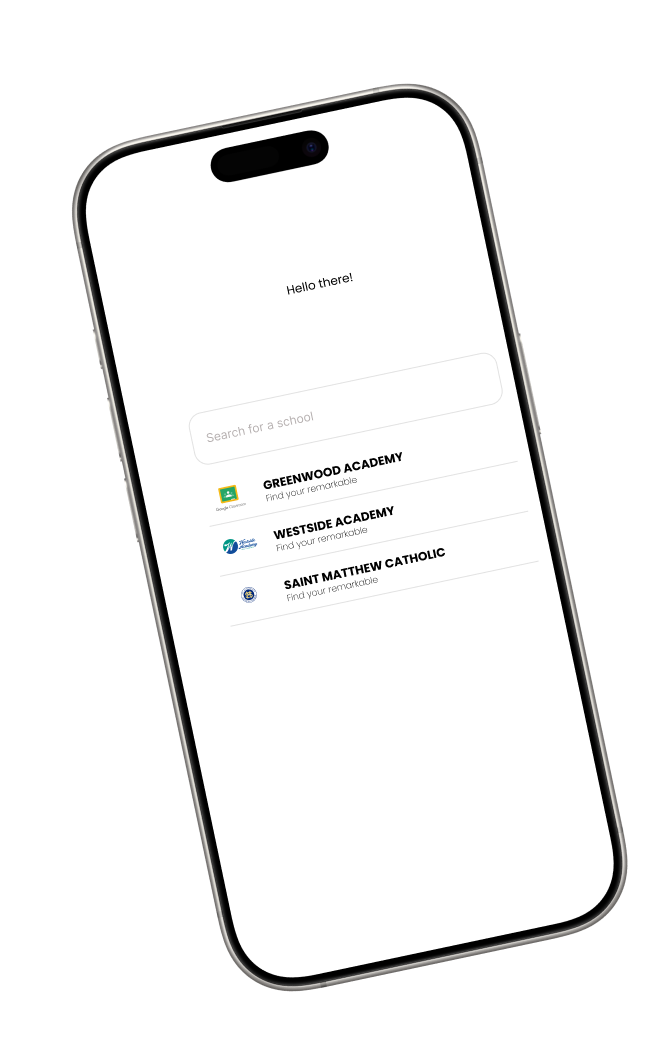 Hello there!
Search for a school
GREENWOOD ACADEMY
Find your remarkable
Google Classroom
WESTSIDE ACADEMY
Find your remarkable
Westside
Academy
SAINT MATTHEW CATHOLIC
Find your remarkable